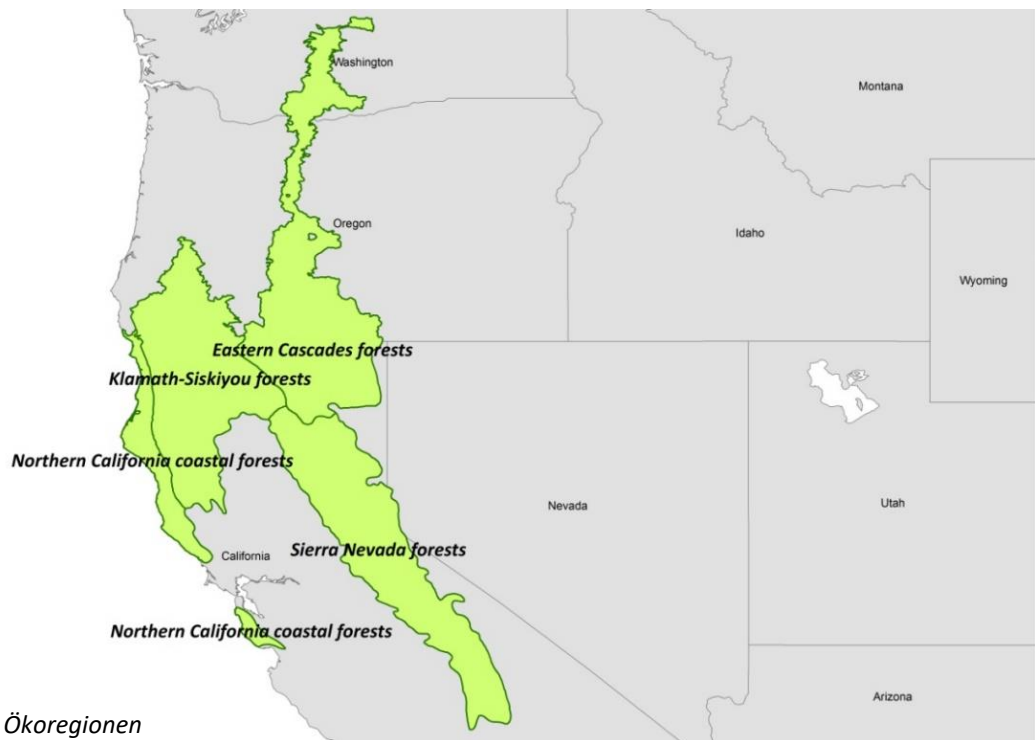 Washington
Montana
Oregon
Idaho
Wyoming
Eastern Cascades forests
Klamath-Siskiyou forests
Northern California coastal forests
Nevada
Utah
Sierra Nevada forests
California
Northern California coastal forests
Arizona
Ökoregionen